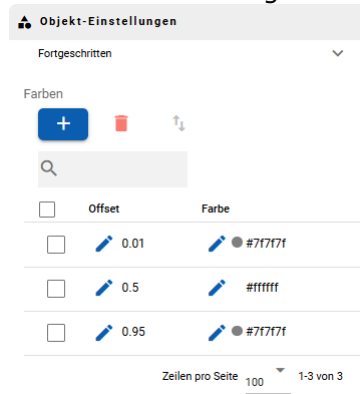 Objekt-Einstellungen
Fortgeschritten
Farben
Offset Farbe
0.01 #7f7f7f
0.5 #ffffff
0.95 #7f7f7f
Zeilen pro Seite 100 1-3 von 3